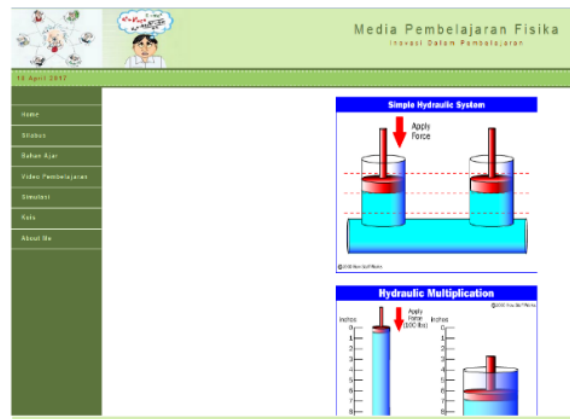 Media Pembelajaran Fisika
Inovasi Dalam Pembelajaran
10 April 2017
Home
Silabus
Bahan Ajar
Video Pembelajaran
Simulasi
Kuis
About Me
Simple Hydraulic System
Apply
Force
Hydraulic Multiplication
inches
0
1
2
3
4
5
6
7
8
Apply
Force
(100 lbs)
inches
0
1
2
3
4
5
6
7
8